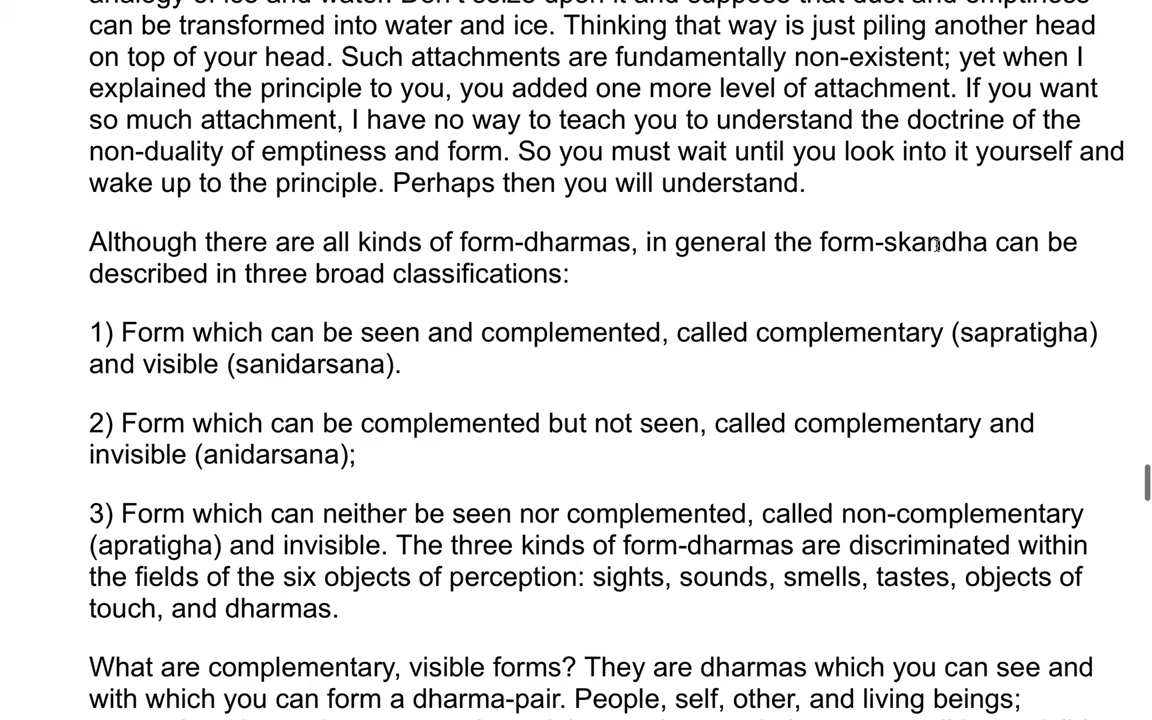 can be transformed into water and ice. Thinking that way is just piling another head
on top of your head. Such attachments are fundamentally non-existent; yet when I
explained the principle to you, you added one more level of attachment. If you want
so much attachment, I have no way to teach you to understand the doctrine of the
non-duality of emptiness and form. So you must wait until you look into it yourself and
wake up to the principle. Perhaps then you will understand.
Although there are all kinds of form-dharmas, in general the form-skandha can be
described in three broad classifications:
1) Form which can be seen and complemented, called complementary (sapratigha)
and visible (sanidarsana).
2) Form which can be complemented but not seen, called complementary and
invisible (anidarsana);
3) Form which can neither be seen nor complemented, called non-complementary
(apratigha) and invisible. The three kinds of form-dharmas are discriminated within
the fields of the six objects of perception: sights, sounds, smells, tastes, objects of
touch, and dharmas.
What are complementary, visible forms? They are dharmas which you can see and
with which you can form a dharma-pair. People, self, other, and living beings;